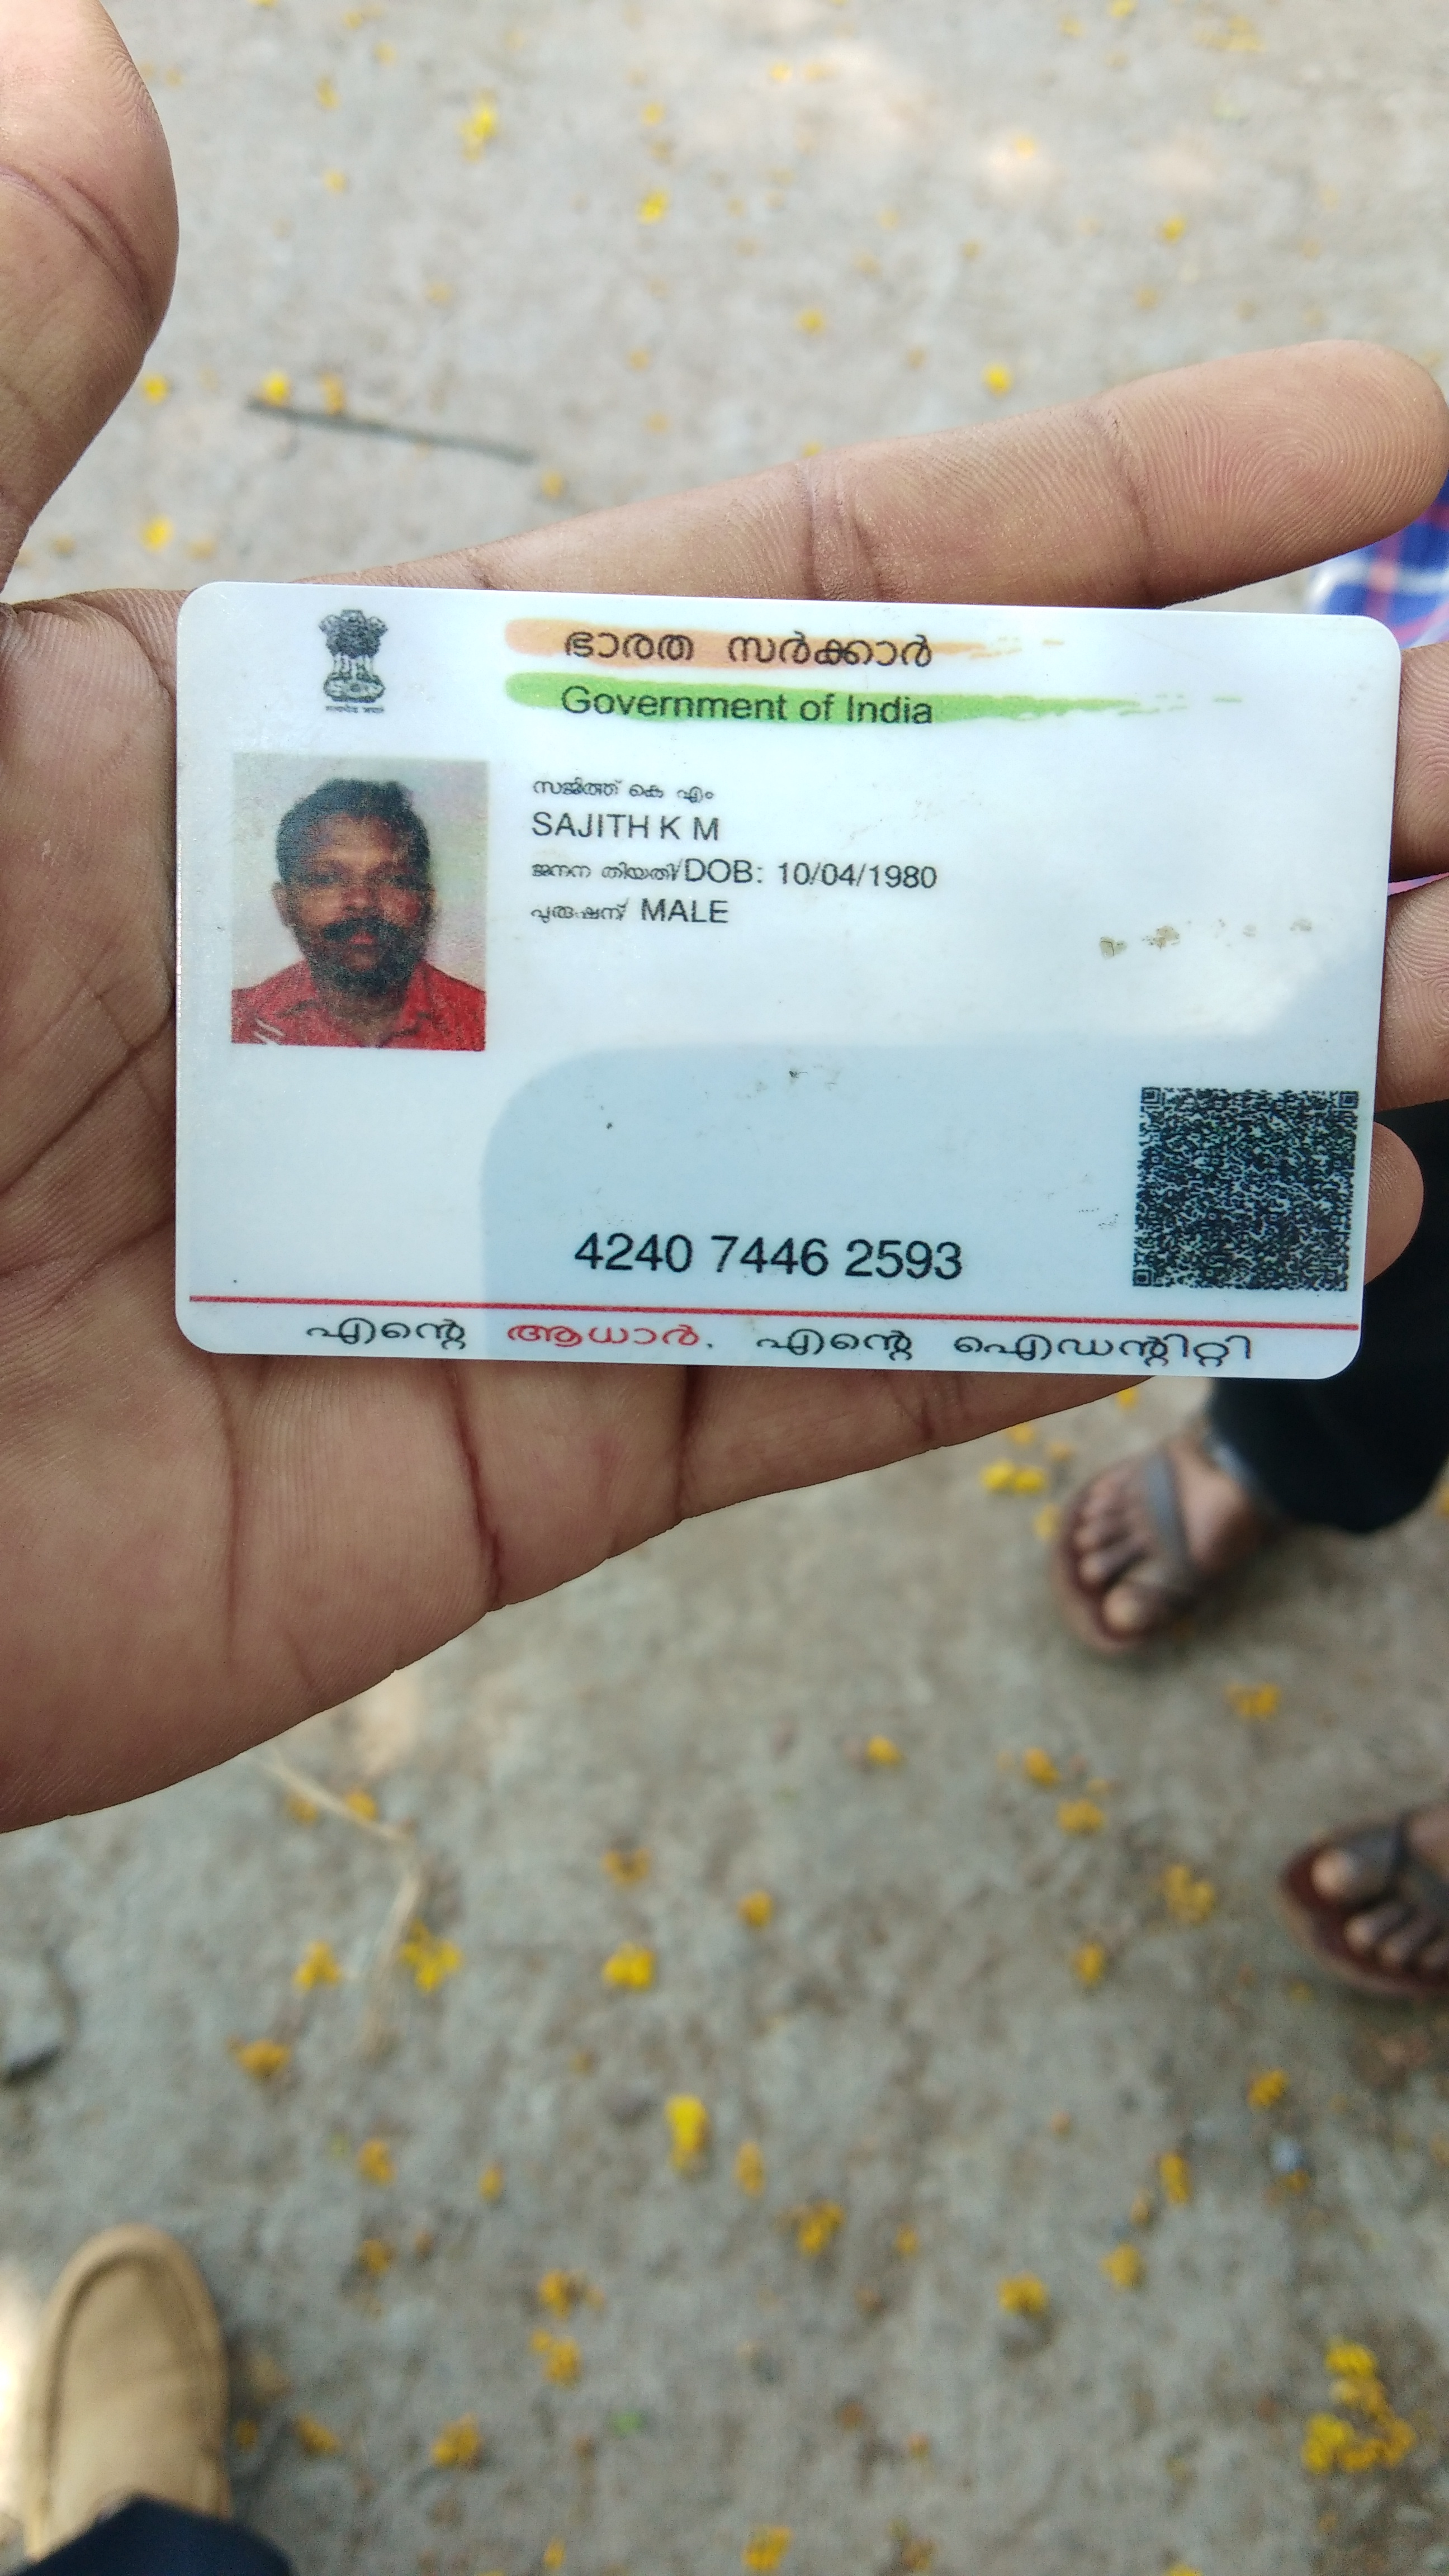 ഭാരത സർക്കാർ
Government of India
സജിത്ത് കെ എം
SAJITH K M
ജനന തിയതി/DOB: 10/04/1980
പുരുഷന്/ MALE
4240 7446 2593
എന്റെ ആധാർ. എന്റെ ഐഡന്റിറ്റി